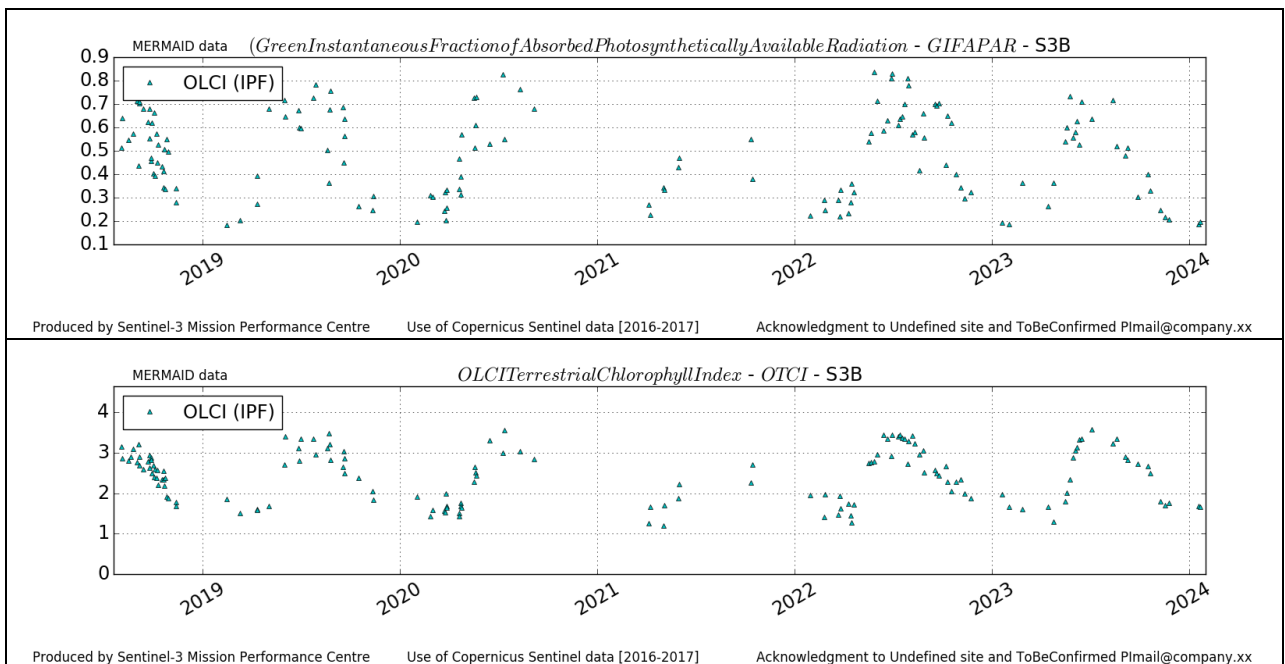 MERMAID data (GreenInstantaneousFractionofAbsorbedPhotosyntheticallyAvailableRadiation - GIFAPAR - S3B
0.9
OLCI (IPF)
0.8
0.7
0.6
0.5
0.4
0.3
0.2
0.1
2019 2020 2021 2022 2023 2024
Produced by Sentinel-3 Mission Performance Centre Use of Copernicus Sentinel data [2016-2017] Acknowledgment to Undefined site and ToBeConfirmed PImail@company.xx
MERMAID data OLCITerrestrialChlorophyllIndex - OTCI - S3B
4 OLCI (IPF)
3
2
1
0
2019 2020 2021 2022 2023 2024
Produced by Sentinel-3 Mission Performance Centre Use of Copernicus Sentinel data [2016-2017] Acknowledgment to Undefined site and ToBeConfirmed PImail@company.xx